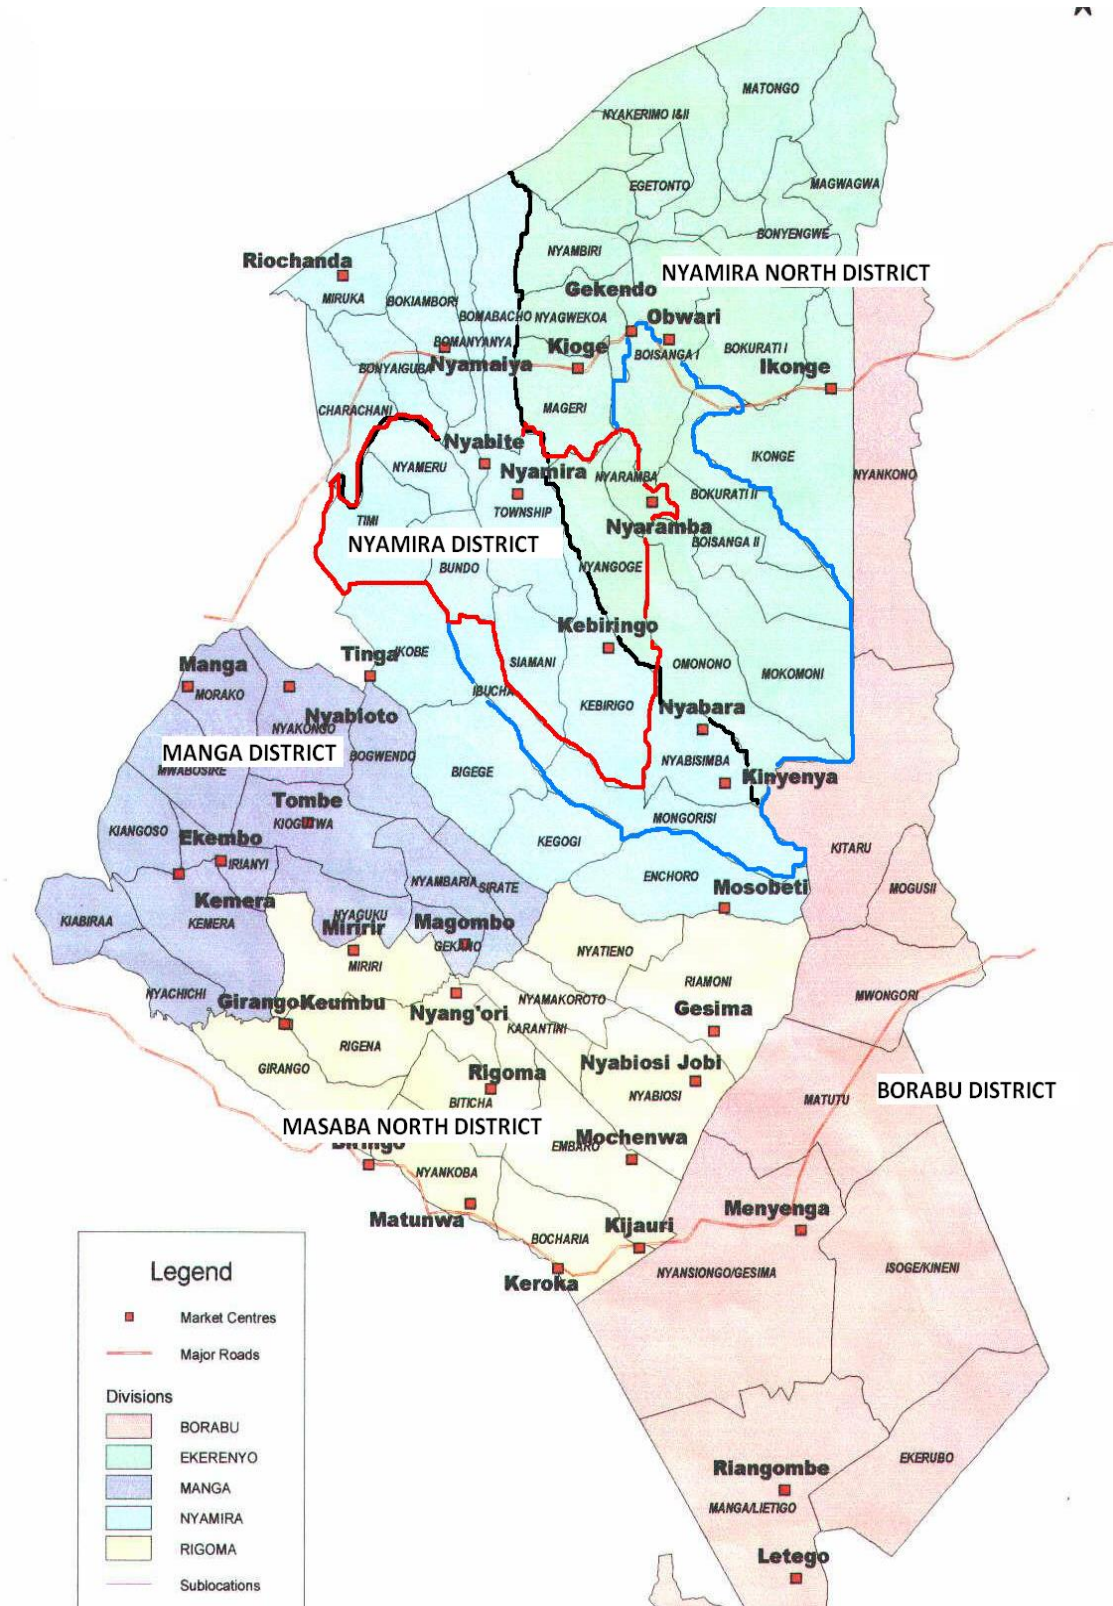 MATONGO
NYAKERIMO I&II
EGETONTO
MAGWAGWA
BONYENGWE
NYAMBIRI
Riochanda
NYAMIRA NORTH DISTRICT
MIRUKA
BOKIAMBORI
Gekendo
BOMABACHO
NYAGWEKOA
Obwari
BOMANYANYA
Kioge
BOISANGA I
BOKURATI I
Nyamaiya
Ikonge
BONYAIGUBA
CHARACHANI
MAGERI
Nyabite
NYAMERU
Nyamira
IKONGE
NYARAMBA
NYANKONO
BOKURATI II
TIMI
TOWNSHIP
Nyaramba
NYAMIRA DISTRICT
BOISANGA II
BUNDO
NYANGOGE
Kebiringo
Tinga
IKOBE
SIAMANI
OMONONO
Manga
MORAKO
IBUCHA
MOKOMONI
Nyabioto
KEBIRIGO
Nyabara
NYAKONGO
MANGA DISTRICT
BOGWENDO
NYABISIMBA
MWABOSIRE
BIGEGE
Kinyenya
Tombe
MONGORISI
KIANGOSO
Ekembo
KEGOGI
KITARU
IRIANYI
ENCHORO
NYAMBARIA
SIRATE
Mosobeti
MOGUSII
Kemera
KIABIRAA
KEMERA
NYAGUKU
Miririr
Magombo
MIRIRI
NYATIENO
RIAMONI
NYACHICHI
Girango
Keumbu
Nyang'ori
NYAMAKOROTO
MWONGORI
KARANTINI
Gesima
RIGENA
GIRANGO
Rigoma
Nyabiosi Jobi
BITICHA
NYABIOSI
MATUTU
BORABU DISTRICT
MASABA NORTH DISTRICT
EMBARO
Mochenwa
NYANKOBA
Matunwa
BOCHARIA
Kijauri
Menyenga
Keroka
NYANSIONGO/GESIMA
ISOGE/KINENI
Riangombe
EKERUBO
MANGA/LIETIGO
Letego
Legend
Market Centres
Major Roads
Divisions
BORABU
EKERENYO
MANGA
NYAMIRA
RIGOMA
Sublocations